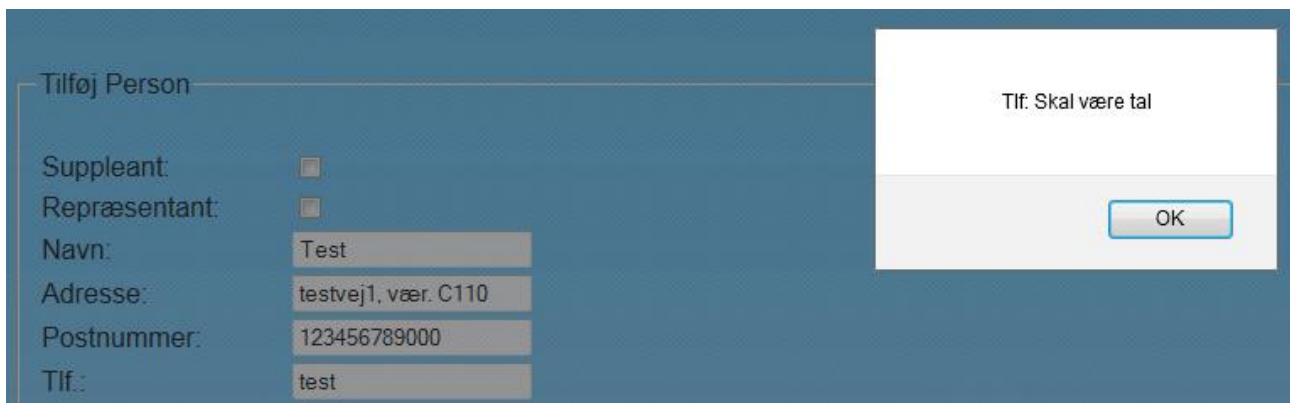 Tilføj Person
Suppleant:
Repræsentant:
Navn: Test
Adresse: testvej1, vær. C110
Postnummer: 123456789000
Tlf.: test
Tlf: Skal være tal
OK